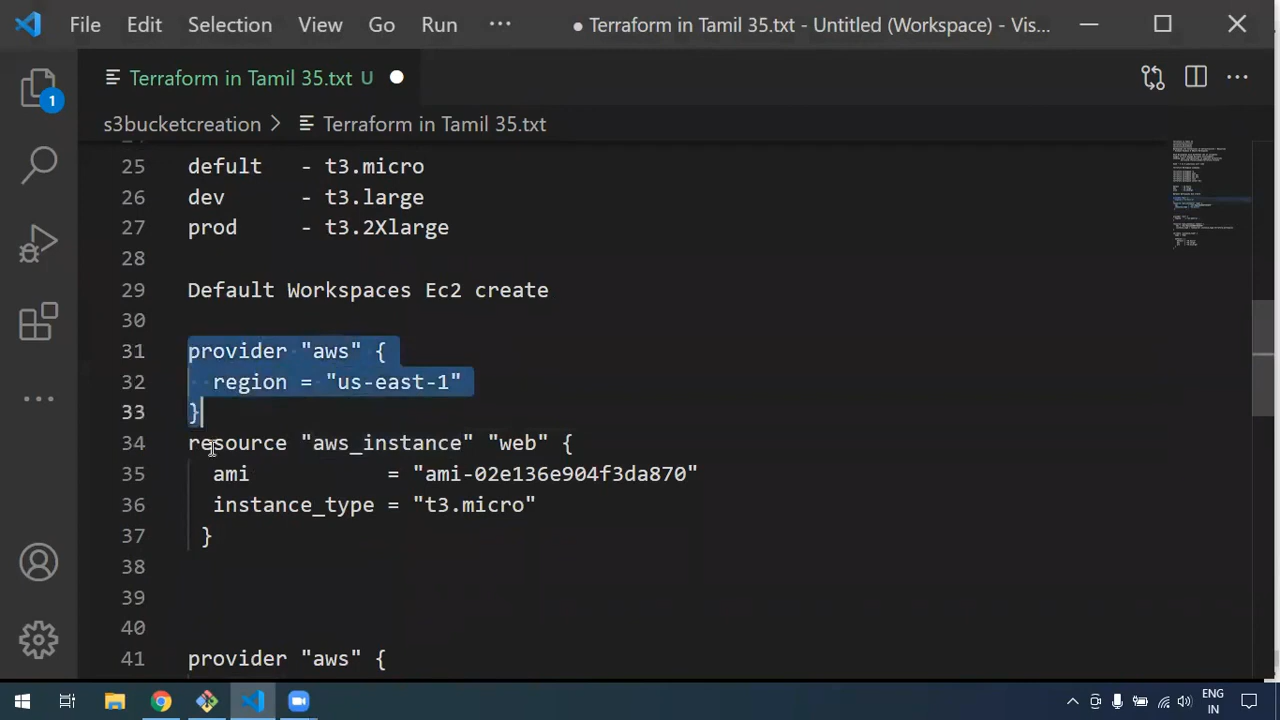 File Edit Selection View Go Run ··· ● Terraform in Tamil 35.txt - Untitled (Workspace) - Vis...
Terraform in Tamil 35.txt U
1
s3bucketcreation > Terraform in Tamil 35.txt
25 defult - t3.micro
26 dev - t3.large
27 prod - t3.2Xlarge
28
29 Default Workspaces Ec2 create
30
31 provider "aws" {
32 region = "us-east-1"
33 }
34 resource "aws_instance" "web" {
35 ami = "ami-02e136e904f3da870"
36 instance_type = "t3.micro"
37 }
38
39
40
41 provider "aws" {
ENG
IN